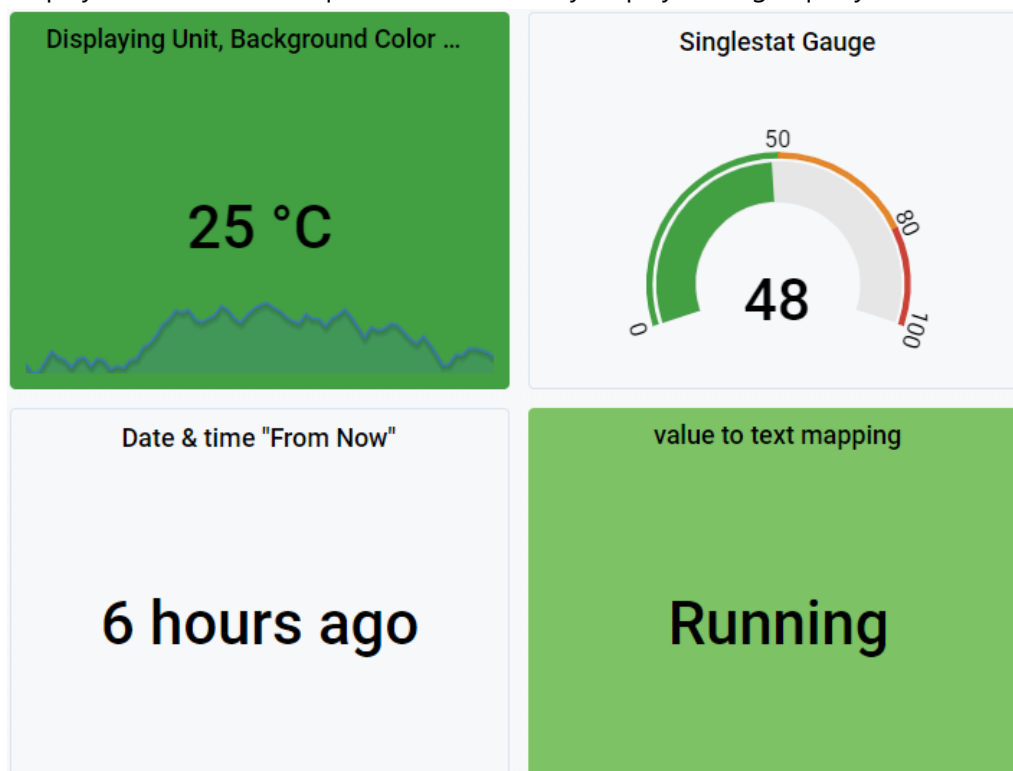 Displaying Unit, Background Color ...
25 °C
Singlestat Gauge
50
80
0
100
48
Date & time "From Now"
6 hours ago
value to text mapping
Running